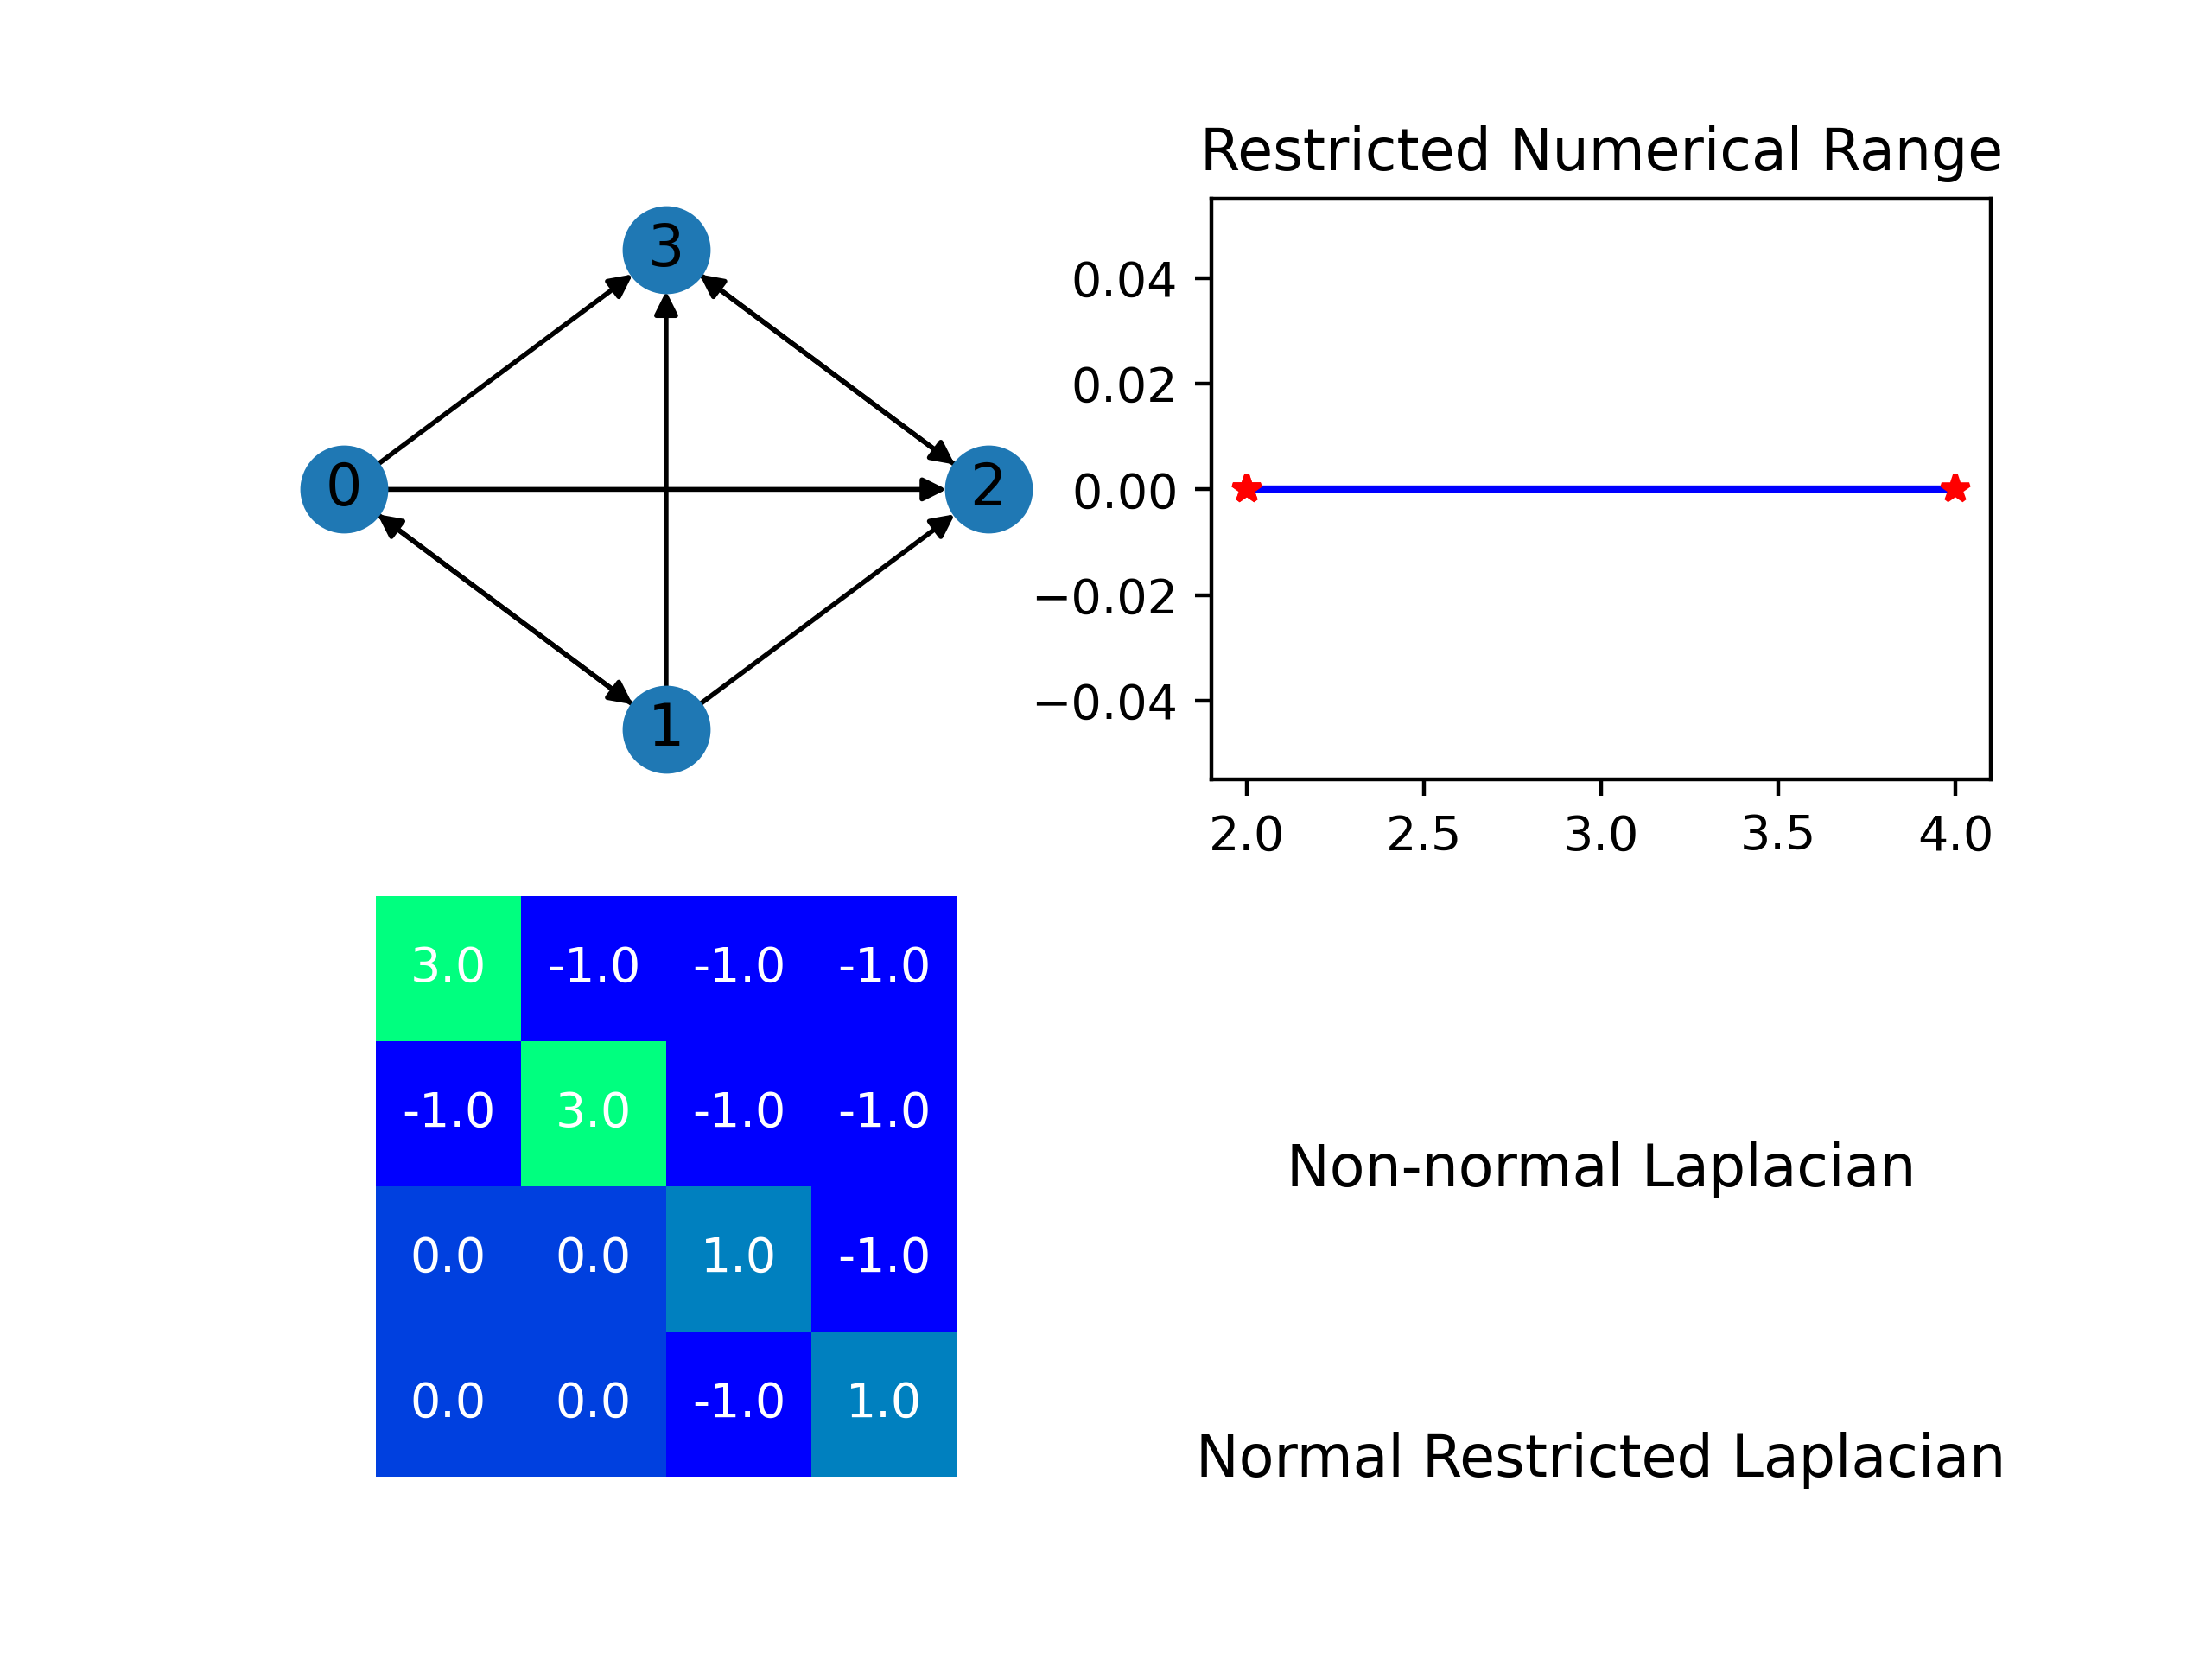 3
0
2
1
Restricted Numerical Range
0.04
0.02
0.00
−0.02
−0.04
2.0 2.5 3.0 3.5 4.0
3.0 -1.0 -1.0 -1.0
-1.0 3.0 -1.0 -1.0
0.0 0.0 1.0 -1.0
0.0 0.0 -1.0 1.0
Non-normal Laplacian
Normal Restricted Laplacian